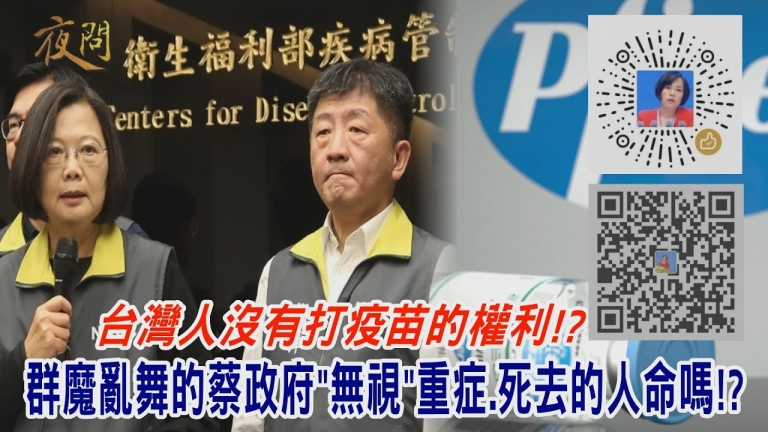 夜問
衛生福利部疾病管
Centers for Dise Control
Pfizer
台灣人沒有打疫苗的權利!?
群魔亂舞的蔡政府"無視"重症.死去的人命嗎!?